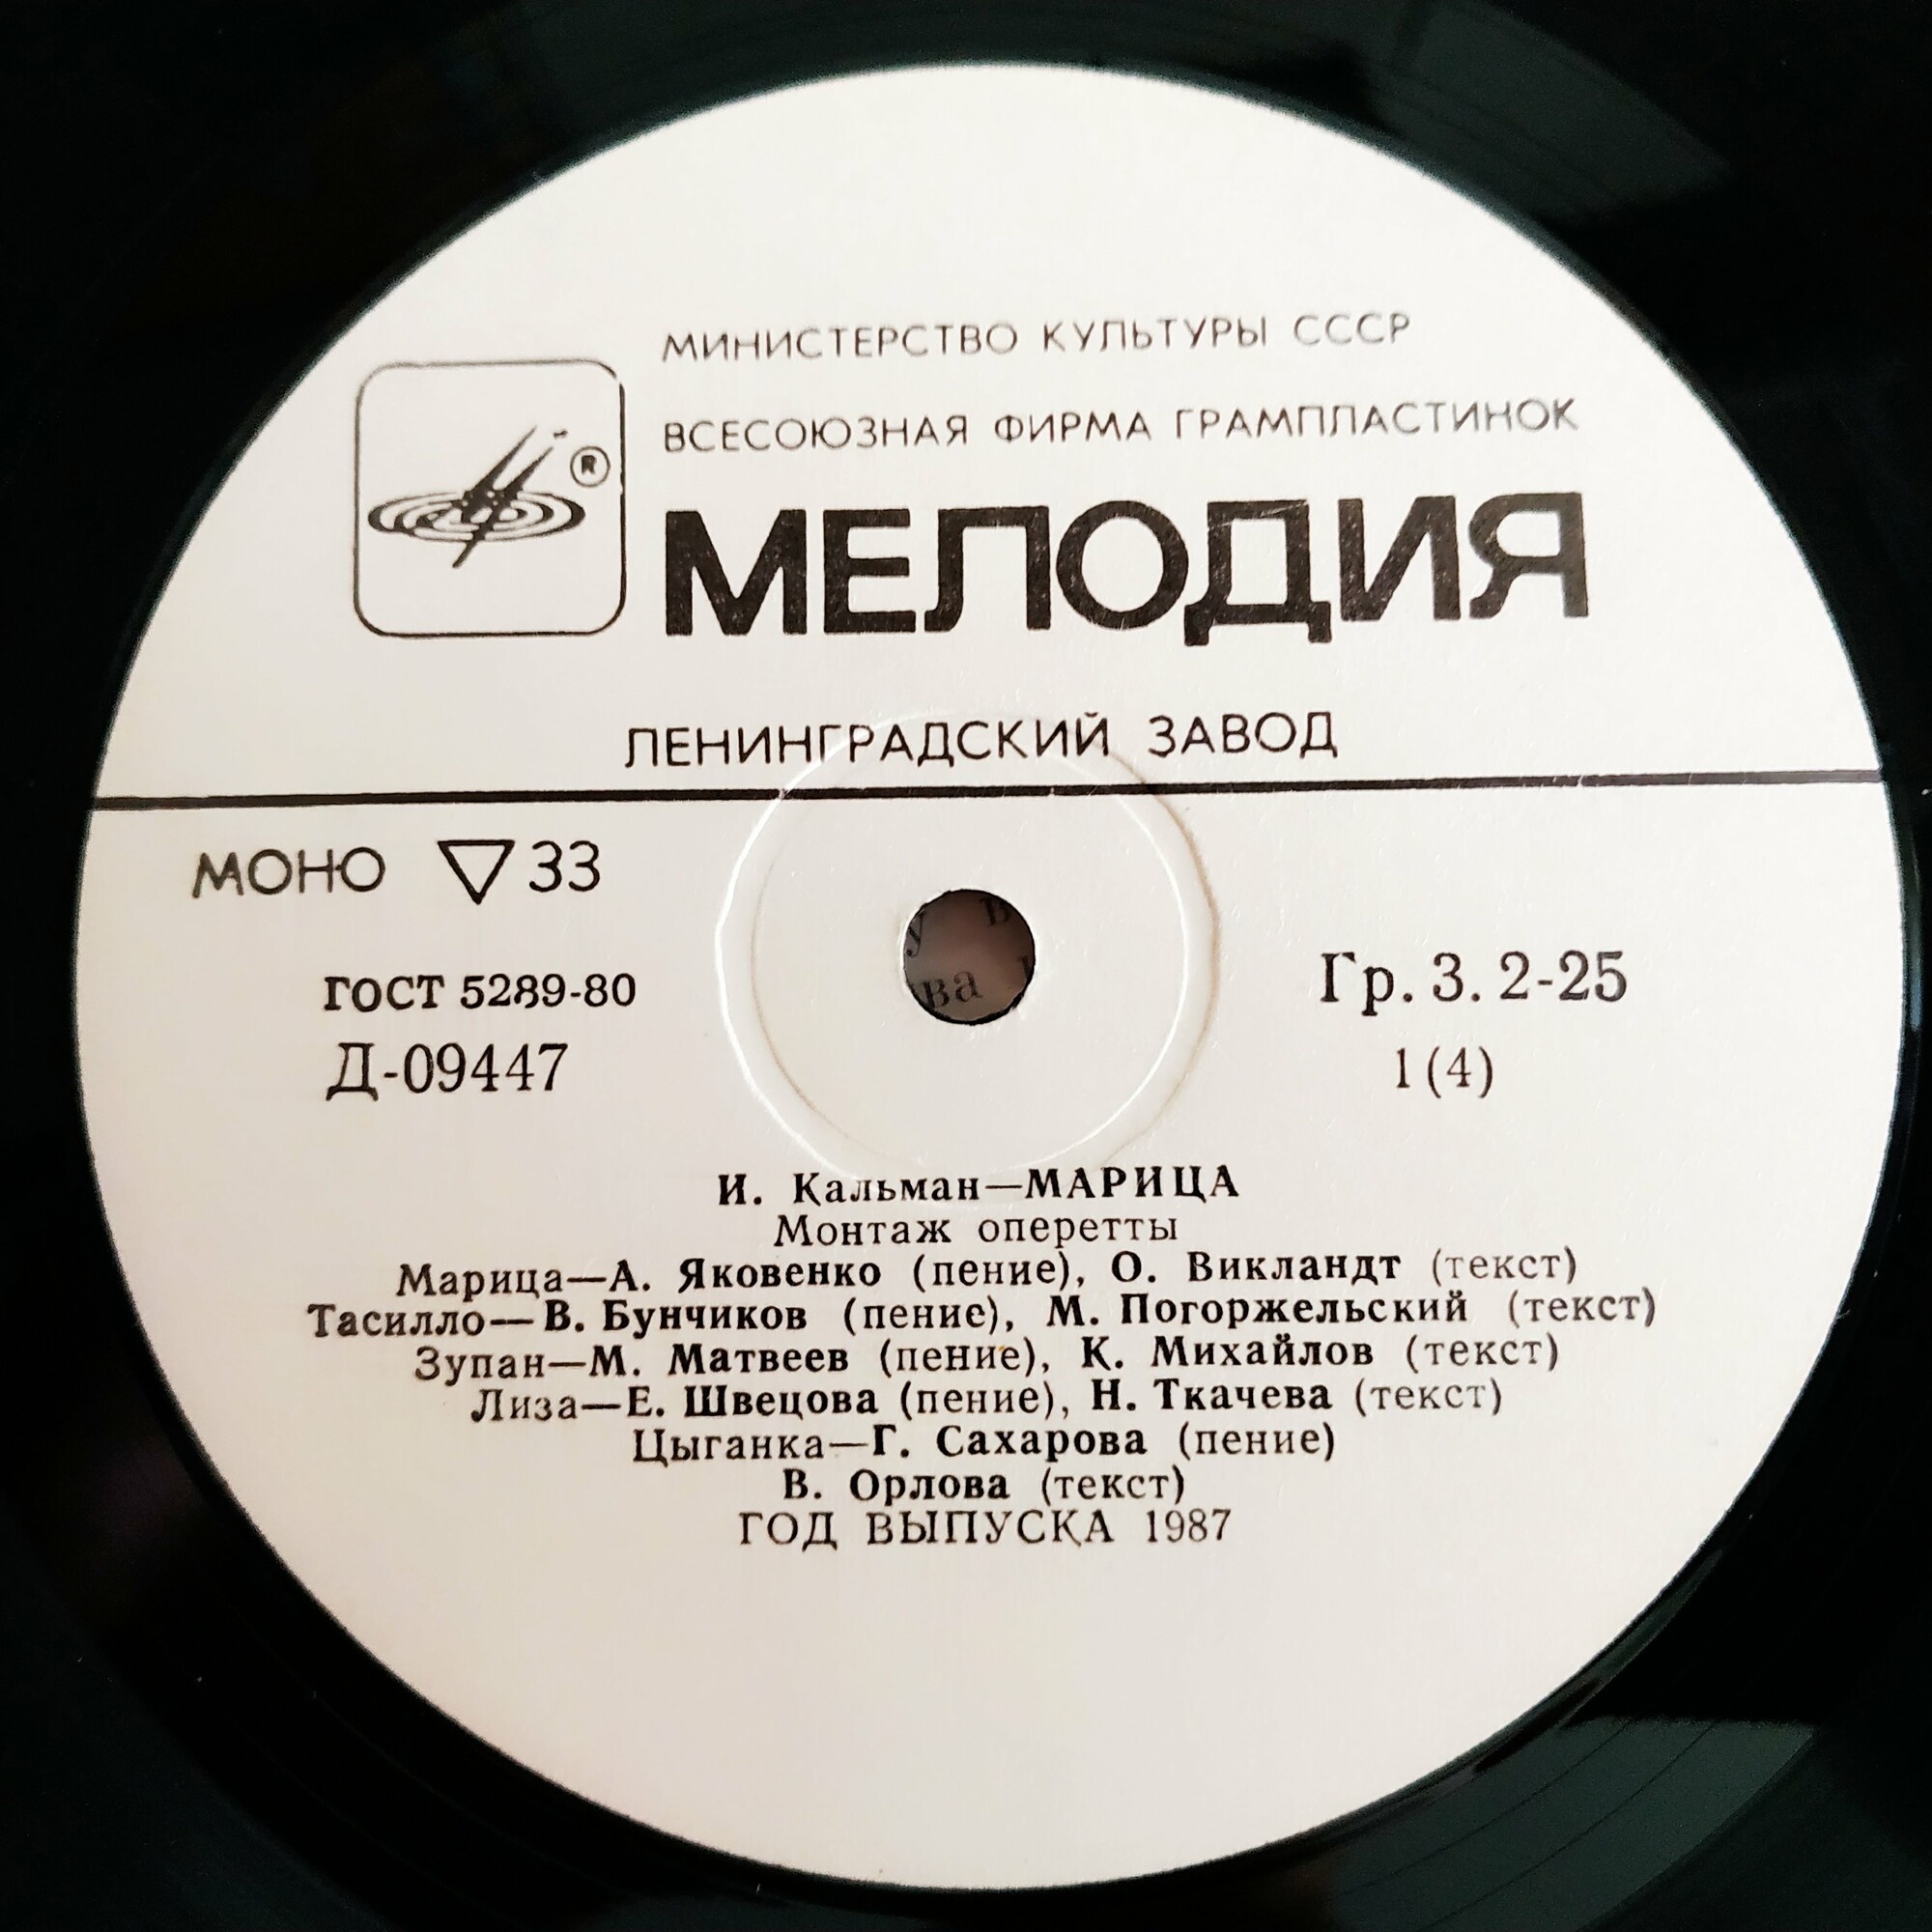 МИНИСТЕРСТВО КУЛЬТУРЫ СССР
ВСЕСОЮЗНАЯ ФИРМА ГРАМПЛАСТИНОК
®
МЕЛОДИЯ
ЛЕНИНГРАДСКИЙ ЗАВОД
МОНО ▽ 33
ГОСТ 5289-80
Гр. 3. 2-25
Д-09447
1 (4)
И. Кальман—МАРИЦА
Монтаж оперетты
Марица—А. Яковенко (пение), О. Викландт (текст)
Тасилло—В. Бунчиков (пение), М. Погоржельский (текст)
Зупан—М. Матвеев (пение), К. Михайлов (текст)
Лиза—Е. Швецова (пение), Н. Ткачева (текст)
Цыганка—Г. Сахарова (пение)
В. Орлова (текст)
ГОД ВЫПУСКА 1987